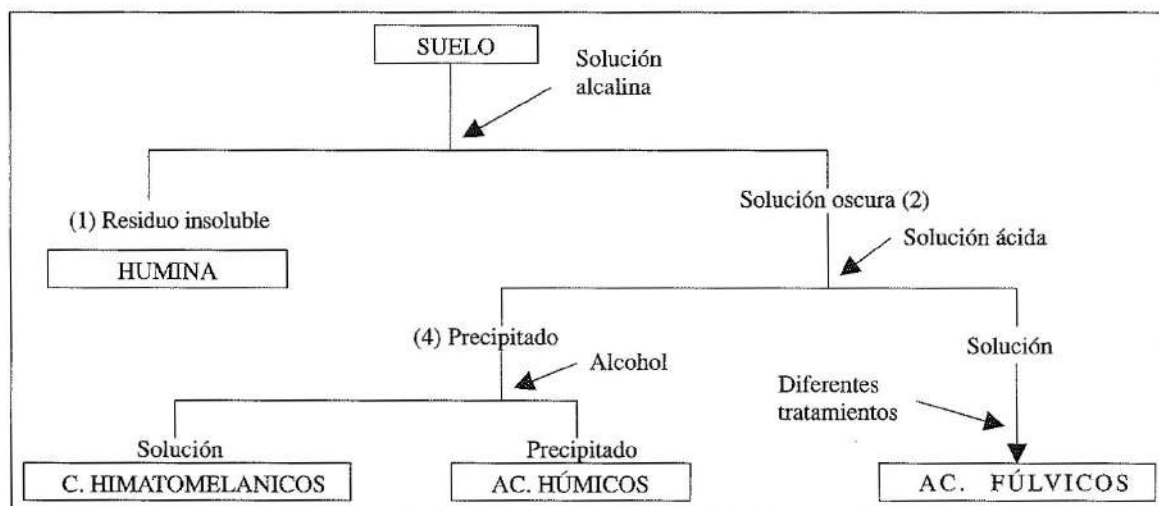 SUELO
Solución
alcalina
(1) Residuo insoluble
HUMINA
Solución oscura (2)
Solución ácida
(4) Precipitado
Alcohol
Solución
Diferentes
tratamientos
Solución
C. HIMATOMELANICOS
Precipitado
AC. HÚMICOS
AC. FÚLVICOS